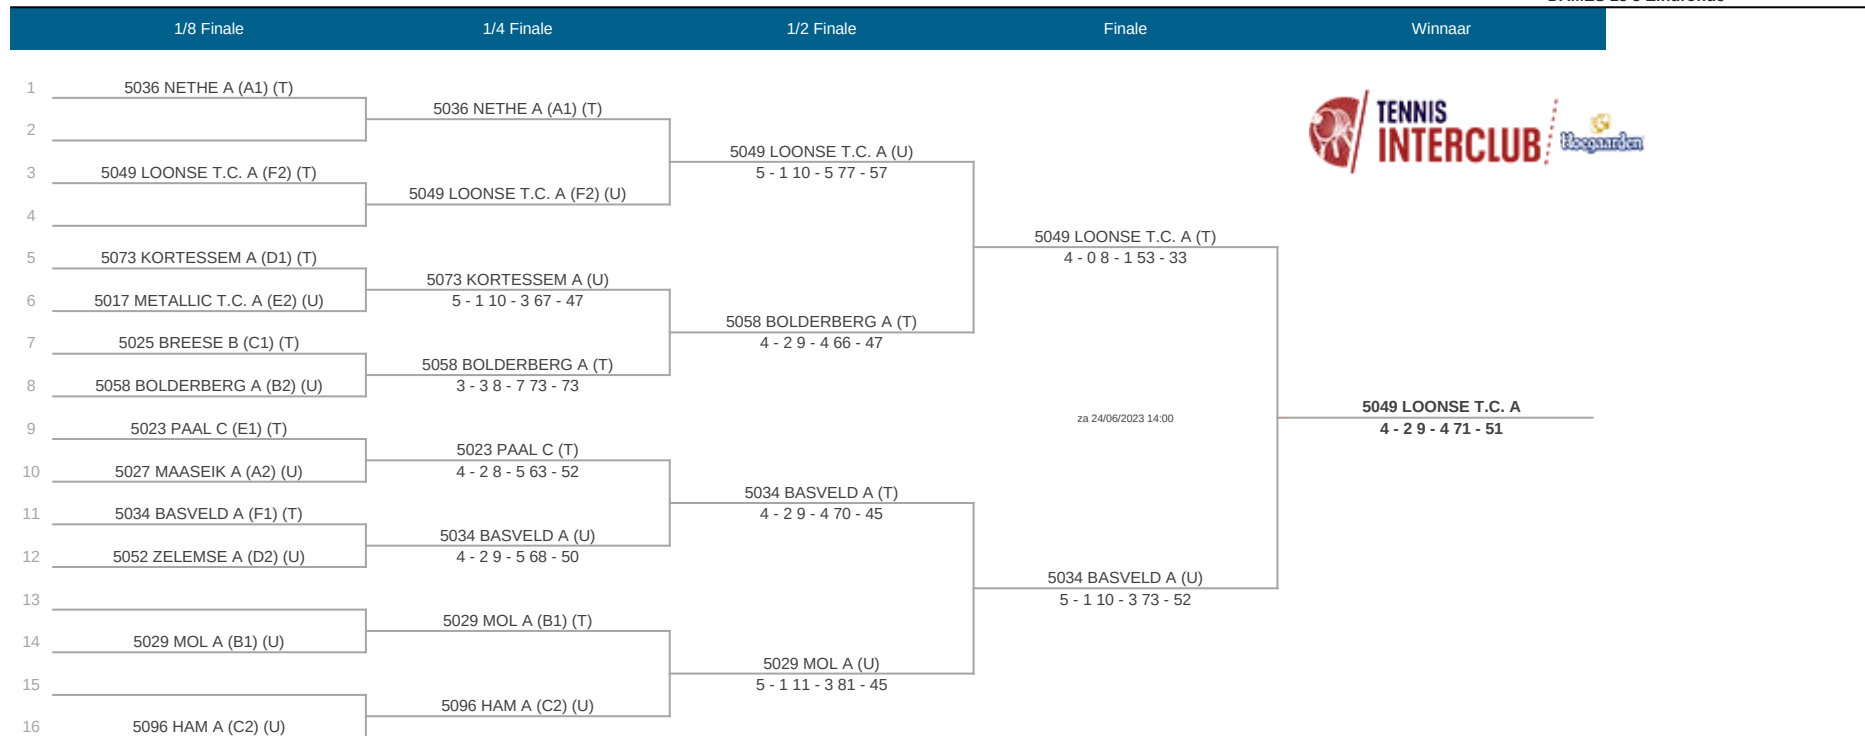 1/8 Finale 1/4 Finale 1/2 Finale Finale Winnaar
1 5036 NETHE A (A1) (T)
5036 NETHE A (A1) (T)
TENNIS
INTERCLUB
Hoegaarden
2
5049 LOONSE T.C. A (U)
5 - 1 10 - 5 77 - 57
3 5049 LOONSE T.C. A (F2) (T)
5049 LOONSE T.C. A (F2) (U)
4
5049 LOONSE T.C. A (T)
4 - 0 8 - 1 53 - 33
5 5073 KORTESSEM A (D1) (T)
5073 KORTESSEM A (U)
5 - 1 10 - 3 67 - 47
6 5017 METALLIC T.C. A (E2) (U)
5058 BOLDERBERG A (T)
4 - 2 9 - 4 66 - 47
7 5025 BREESE B (C1) (T)
5058 BOLDERBERG A (T)
3 - 3 8 - 7 73 - 73
8 5058 BOLDERBERG A (B2) (U)
za 24/06/2023 14:00
5049 LOONSE T.C. A
4 - 2 9 - 4 71 - 51
9 5023 PAAL C (E1) (T)
5023 PAAL C (T)
4 - 2 8 - 5 63 - 52
10 5027 MAASEIK A (A2) (U)
5034 BASVELD A (T)
4 - 2 9 - 4 70 - 45
11 5034 BASVELD A (F1) (T)
5034 BASVELD A (U)
4 - 2 9 - 5 68 - 50
12 5052 ZELEMSE A (D2) (U)
5034 BASVELD A (U)
5 - 1 10 - 3 73 - 52
13
5029 MOL A (B1) (T)
14 5029 MOL A (B1) (U)
5029 MOL A (U)
5 - 1 11 - 3 81 - 45
15
5096 HAM A (C2) (U)
16 5096 HAM A (C2) (U)